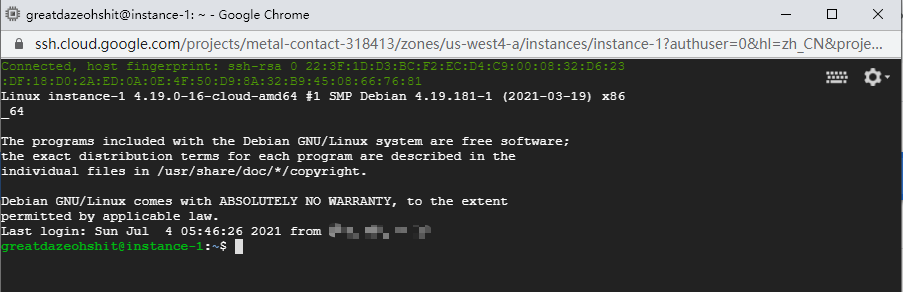 greatdazeohshit@instance-1: ~ - Google Chrome
ssh.cloud.google.com/projects/metal-contact-318413/zones/us-west4-a/instances/instance-1?authuser=0&hl=zh_CN&proje...
Connected, host fingerprint: ssh-rsa 0 22:3F:1D:D3:BC:F2:EC:D4:C9:00:08:32:D6:23
:DF:18:D0:2A:ED:0A:0E:4F:50:D9:8A:32:B9:45:08:66:76:81
Linux instance-1 4.19.0-16-cloud-amd64 #1 SMP Debian 4.19.181-1 (2021-03-19) x86
_64
The programs included with the Debian GNU/Linux system are free software;
the exact distribution terms for each program are described in the
individual files in /usr/share/doc/*/copyright.
Debian GNU/Linux comes with ABSOLUTELY NO WARRANTY, to the extent
permitted by applicable law.
Last login: Sun Jul  4 05:46:26 2021 from
greatdazeohshit@instance-1:~$